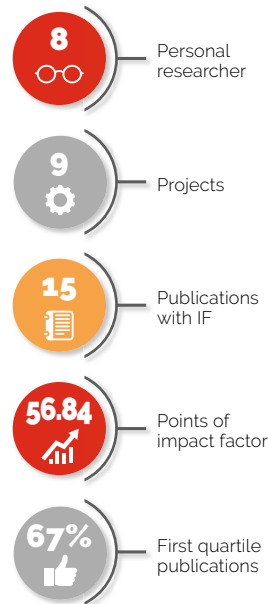 8
Personal
researcher
9
Projects
15
Publications
with IF
56.84
Points of
impact factor
67%
First quartile
publications